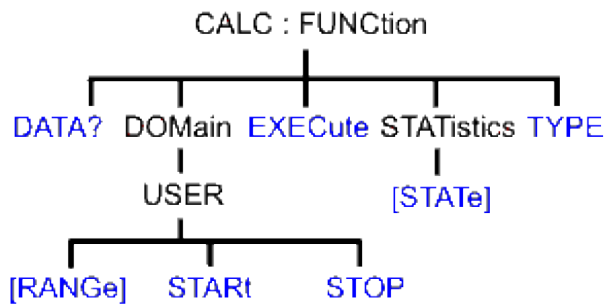 CALC : FUNCtion
DATA? DOMain EXECute STATistics TYPE
USER [STATe]
[RANGe] STARt STOP